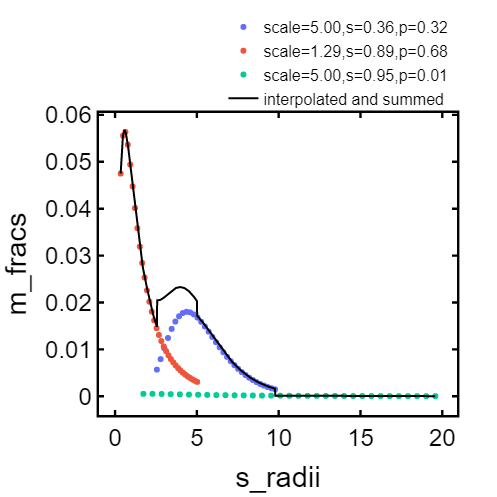 scale=5.00,s=0.36,p=0.32
scale=1.29,s=0.89,p=0.68
scale=5.00,s=0.95,p=0.01
interpolated and summed
0.06
0.05
0.04
0.03
0.02
0.01
0
m_fracs
0 5 10 15 20
s_radii